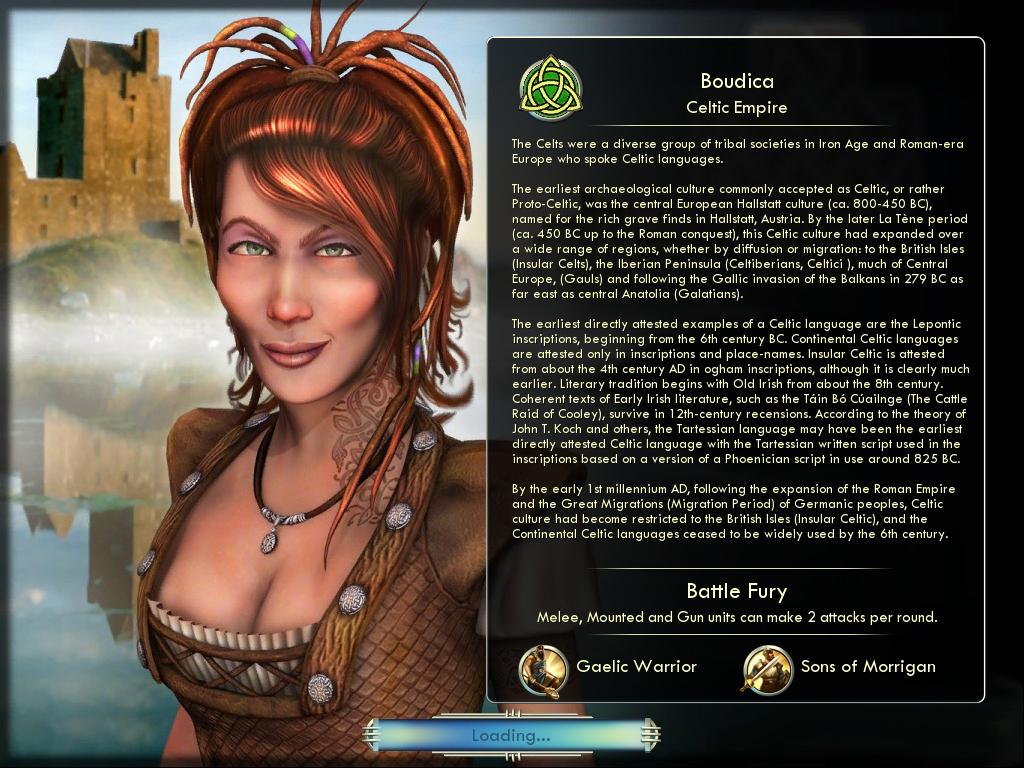 Boudica
Celtic Empire
The Celts were a diverse group of tribal societies in Iron Age and Roman-era
Europe who spoke Celtic languages.
The earliest archaeological culture commonly accepted as Celtic, or rather
Proto-Celtic, was the central European Hallstatt culture (ca. 800-450 BC),
named for the rich grave finds in Hallstatt, Austria. By the later La Tène period
(ca. 450 BC up to the Roman conquest), this Celtic culture had expanded over
a wide range of regions, whether by diffusion or migration: to the British Isles
(Insular Celts), the Iberian Peninsula (Celtiberians, Celtici ), much of Central
Europe, (Gauls) and following the Gallic invasion of the Balkans in 279 BC as
far east as central Anatolia (Galatians).
The earliest directly attested examples of a Celtic language are the Lepontic
inscriptions, beginning from the 6th century BC. Continental Celtic languages
are attested only in inscriptions and place-names. Insular Celtic is attested
from about the 4th century AD in ogham inscriptions, although it is clearly much
earlier. Literary tradition begins with Old Irish from about the 8th century.
Coherent texts of Early Irish literature, such as the Táin Bó Cúailnge (The Cattle
Raid of Cooley), survive in 12th-century recensions. According to the theory of
John T. Koch and others, the Tartessian language may have been the earliest
directly attested Celtic language with the Tartessian written script used in the
inscriptions based on a version of a Phoenician script in use around 825 BC.
By the early 1st millennium AD, following the expansion of the Roman Empire
and the Great Migrations (Migration Period) of Germanic peoples, Celtic
culture had become restricted to the British Isles (Insular Celtic), and the
Continental Celtic languages ceased to be widely used by the 6th century.
Battle Fury
Melee, Mounted and Gun units can make 2 attacks per round.
Gaelic Warrior
Sons of Morrigan
Loading...